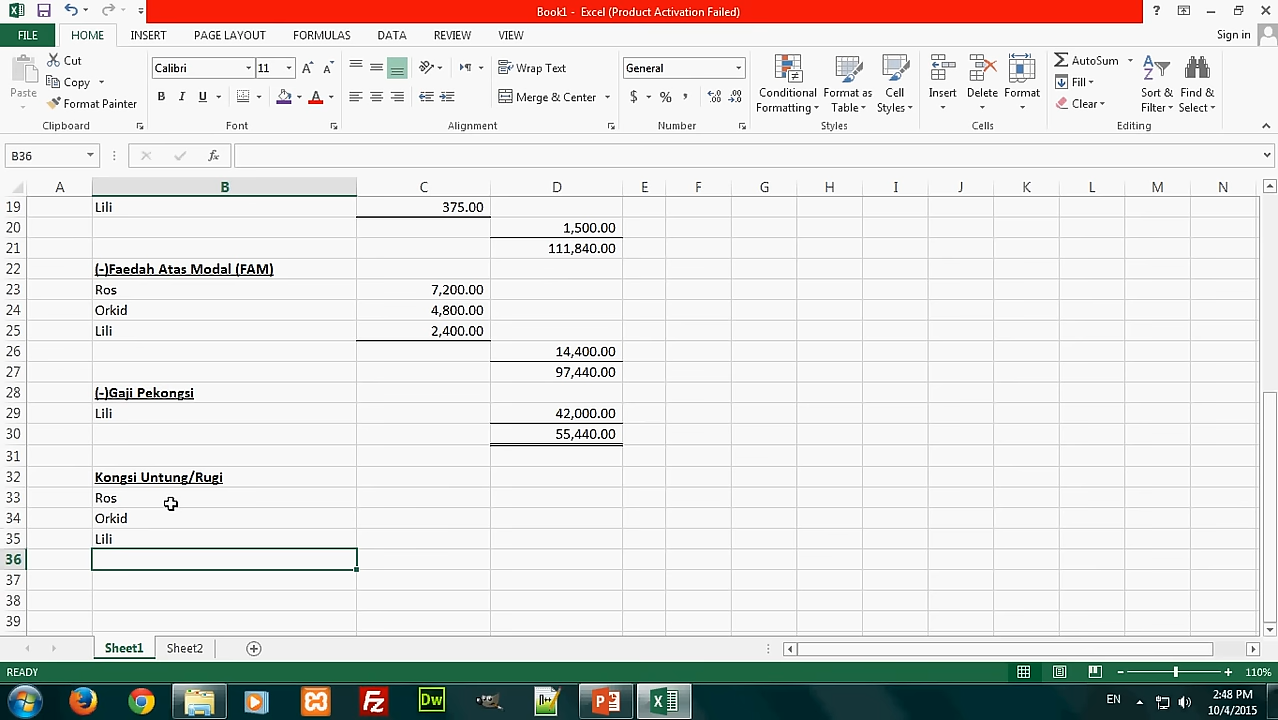 Book1 - Excel (Product Activation Failed)
FILE HOME INSERT PAGE LAYOUT FORMULAS DATA REVIEW VIEW Sign in
Paste Cut Copy Format Painter Clipboard
Calibri 11 B I U A Font
Wrap Text Merge & Center Alignment
General $ % , Number
Conditional Formatting Format as Table Cell Styles Styles
Insert Delete Format Cells
AutoSum Fill Clear Sort & Filter Find & Select Editing
B36 fx
A B C D E F G H I J K L M N
19 Lili 375.00
20 1,500.00
21 111,840.00
22 (-)Faedah Atas Modal (FAM)
23 Ros 7,200.00
24 Orkid 4,800.00
25 Lili 2,400.00
26 14,400.00
27 97,440.00
28 (-)Gaji Pekongsi
29 Lili 42,000.00
30 55,440.00
31
32 Kongsi Untung/Rugi
33 Ros
34 Orkid
35 Lili
36
37
38
39
Sheet1 Sheet2
READY 110%
Dw EN 2:48 PM
10/4/2015